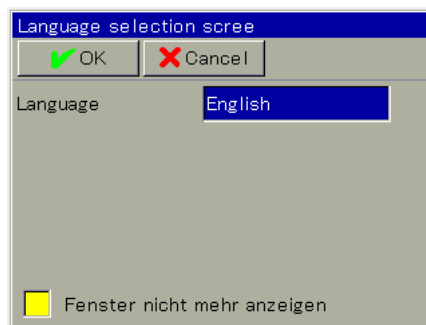 Language selection scree
OK Cancel
Language English
Fenster nicht mehr anzeigen